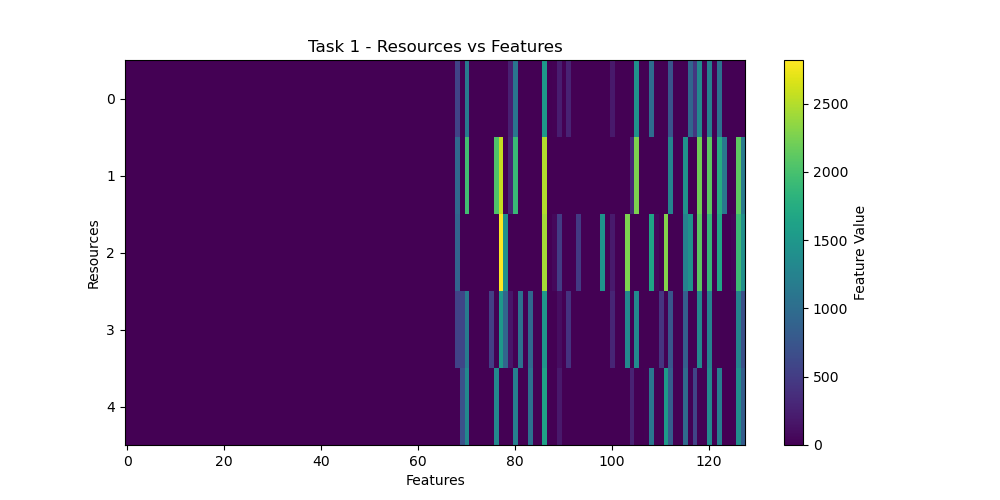 Task 1 - Resources vs Features
Resources
0
1
2
3
4
0 20 40 60 80 100 120
Features
2500
2000
1500
1000
500
0
Feature Value